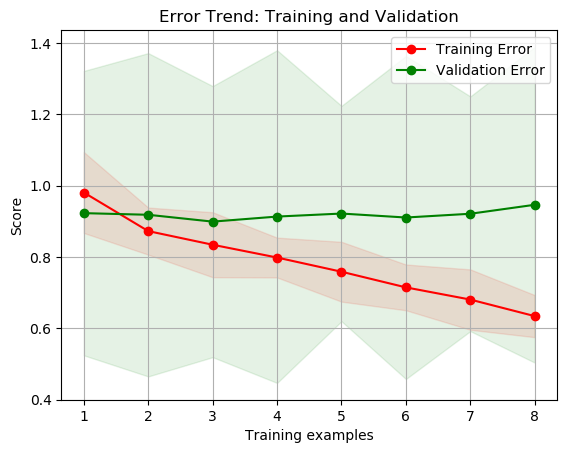 Error Trend: Training and Validation
Training Error
Validation Error
Score
1.4
1.2
1.0
0.8
0.6
0.4
1 2 3 4 5 6 7 8
Training examples